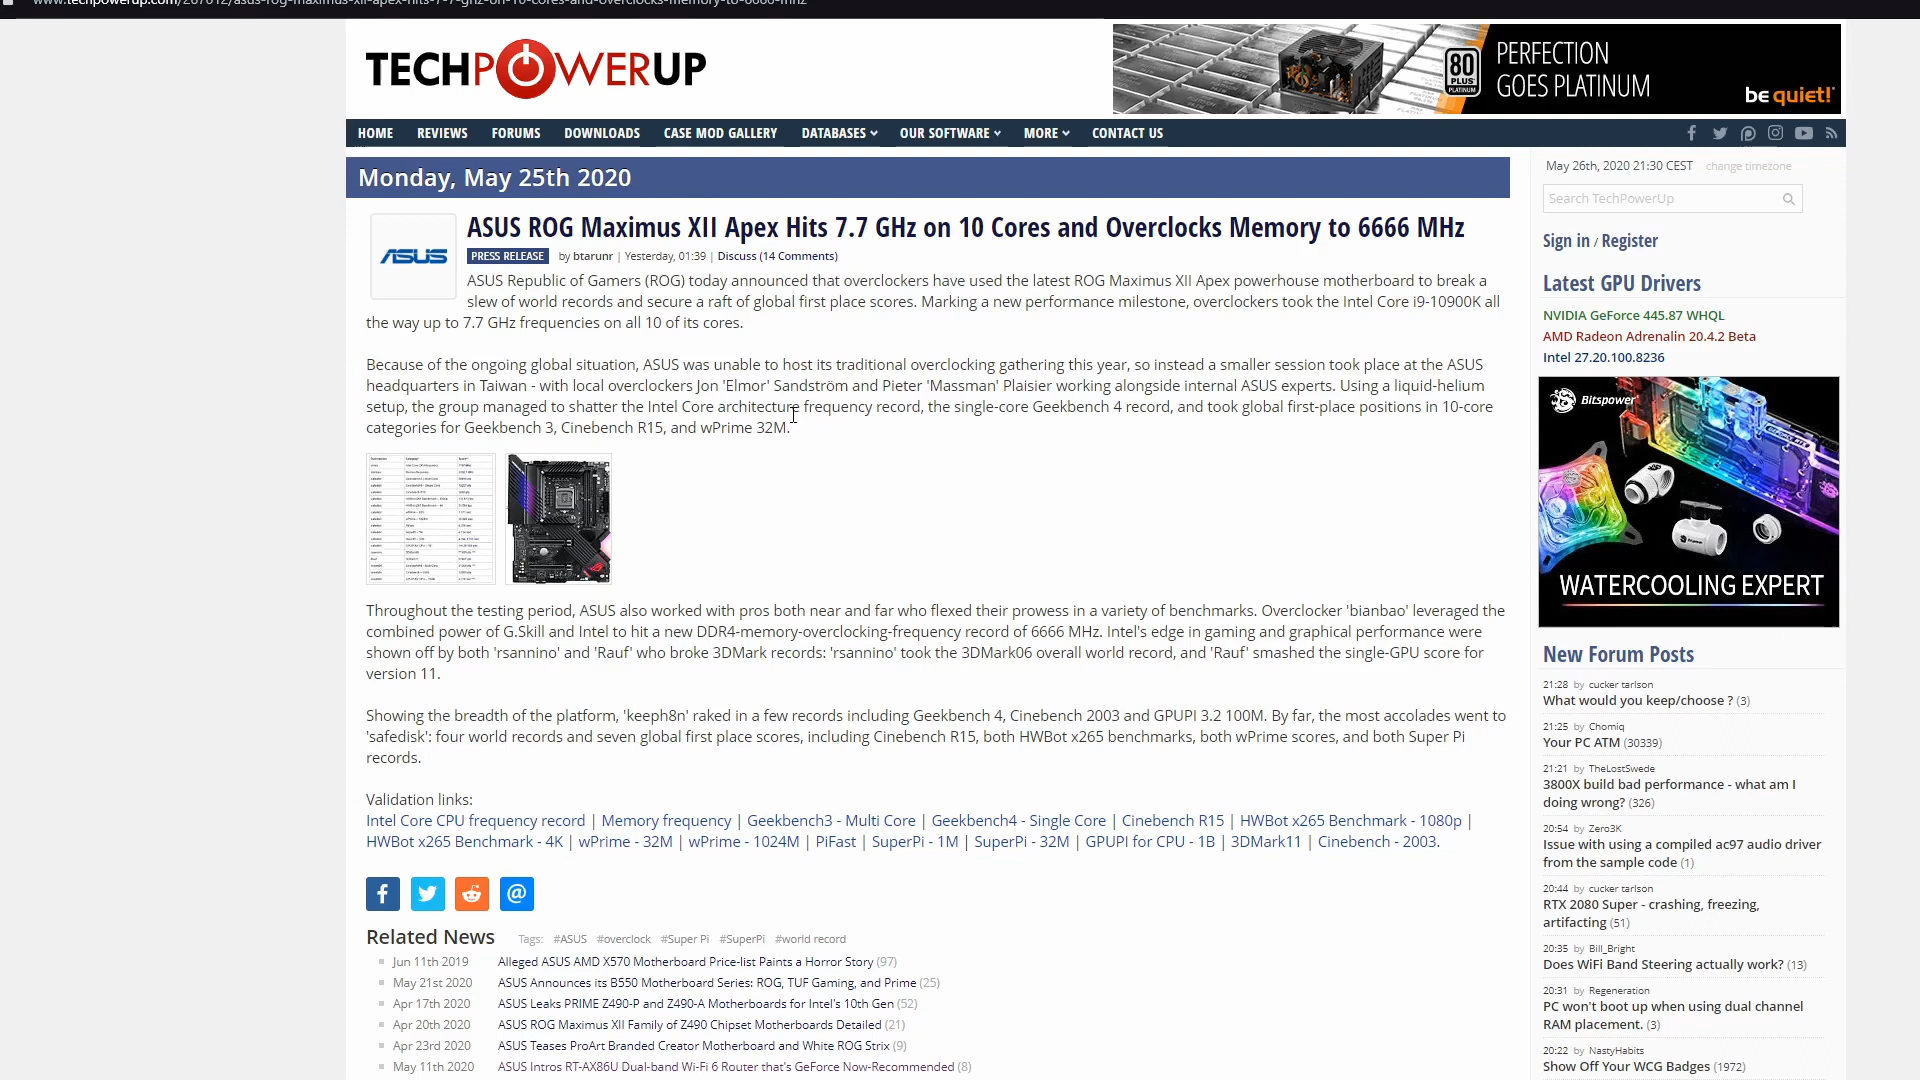 www.techpowerup.com/267612/asus-rog-maximus-xii-apex-hits-7-7-ghz-on-10-cores-and-overclocks-memory-to-6666-mhz
TECHPOWERUP
80 PLUS PLATINUM
PERFECTION
GOES PLATINUM
be quiet!
HOME REVIEWS FORUMS DOWNLOADS CASE MOD GALLERY DATABASES OUR SOFTWARE MORE CONTACT US
Monday, May 25th 2020
ASUS
ASUS ROG Maximus XII Apex Hits 7.7 GHz on 10 Cores and Overclocks Memory to 6666 MHz
PRESS RELEASE by btarunr | Yesterday, 01:39 | Discuss (14 Comments)
ASUS Republic of Gamers (ROG) today announced that overclockers have used the latest ROG Maximus XII Apex powerhouse motherboard to break a
slew of world records and secure a raft of global first place scores. Marking a new performance milestone, overclockers took the Intel Core i9-10900K all
the way up to 7.7 GHz frequencies on all 10 of its cores.
Because of the ongoing global situation, ASUS was unable to host its traditional overclocking gathering this year, so instead a smaller session took place at the ASUS
headquarters in Taiwan - with local overclockers Jon 'Elmor' Sandström and Pieter 'Massman' Plaisier working alongside internal ASUS experts. Using a liquid-helium
setup, the group managed to shatter the Intel Core architecture frequency record, the single-core Geekbench 4 record, and took global first-place positions in 10-core
categories for Geekbench 3, Cinebench R15, and wPrime 32M.
Throughout the testing period, ASUS also worked with pros both near and far who flexed their prowess in a variety of benchmarks. Overclocker 'bianbao' leveraged the
combined power of G.Skill and Intel to hit a new DDR4-memory-overclocking-frequency record of 6666 MHz. Intel's edge in gaming and graphical performance were
shown off by both 'rsannino' and 'Rauf' who broke 3DMark records: 'rsannino' took the 3DMark06 overall world record, and 'Rauf' smashed the single-GPU score for
version 11.
Showing the breadth of the platform, 'keeph8n' raked in a few records including Geekbench 4, Cinebench 2003 and GPUPI 3.2 100M. By far, the most accolades went to
'safedisk': four world records and seven global first place scores, including Cinebench R15, both HWBot x265 benchmarks, both wPrime scores, and both Super Pi
records.
Validation links:
Intel Core CPU frequency record | Memory frequency | Geekbench3 - Multi Core | Geekbench4 - Single Core | Cinebench R15 | HWBot x265 Benchmark - 1080p |
HWBot x265 Benchmark - 4K | wPrime - 32M | wPrime - 1024M | PiFast | SuperPi - 1M | SuperPi - 32M | GPUPI for CPU - 1B | 3DMark11 | Cinebench - 2003.
Related News Tags: #ASUS #overclock #Super Pi #SuperPi #world record
Jun 11th 2019 Alleged ASUS AMD X570 Motherboard Price-list Paints a Horror Story (97)
May 21st 2020 ASUS Announces its B550 Motherboard Series: ROG, TUF Gaming, and Prime (25)
Apr 17th 2020 ASUS Leaks PRIME Z490-P and Z490-A Motherboards for Intel's 10th Gen (52)
Apr 20th 2020 ASUS ROG Maximus XII Family of Z490 Chipset Motherboards Detailed (21)
Apr 23rd 2020 ASUS Teases ProArt Branded Creator Motherboard and White ROG Strix (9)
May 11th 2020 ASUS Intros RT-AX86U Dual-band Wi-Fi 6 Router that's GeForce Now-Recommended (8)
May 26th, 2020 21:30 CEST change timezone
Search TechPowerUp
Sign in / Register
Latest GPU Drivers
NVIDIA GeForce 445.87 WHQL
AMD Radeon Adrenalin 20.4.2 Beta
Intel 27.20.100.8236
Bitspower
WATERCOOLING EXPERT
New Forum Posts
21:28 by cucker tarlson
What would you keep/choose ? (3)
21:25 by Chomiq
Your PC ATM (30339)
21:21 by TheLostSwede
3800X build bad performance - what am I
doing wrong? (326)
20:54 by Zero3K
Issue with using a compiled ac97 audio driver
from the sample code (1)
20:44 by cucker tarlson
RTX 2080 Super - crashing, freezing,
artifacting (51)
20:35 by Bill_Bright
Does WiFi Band Steering actually work? (13)
20:31 by Regeneration
PC won't boot up when using dual channel
RAM placement. (3)
20:22 by NastyHabits
Show Off Your WCG Badges (1972)